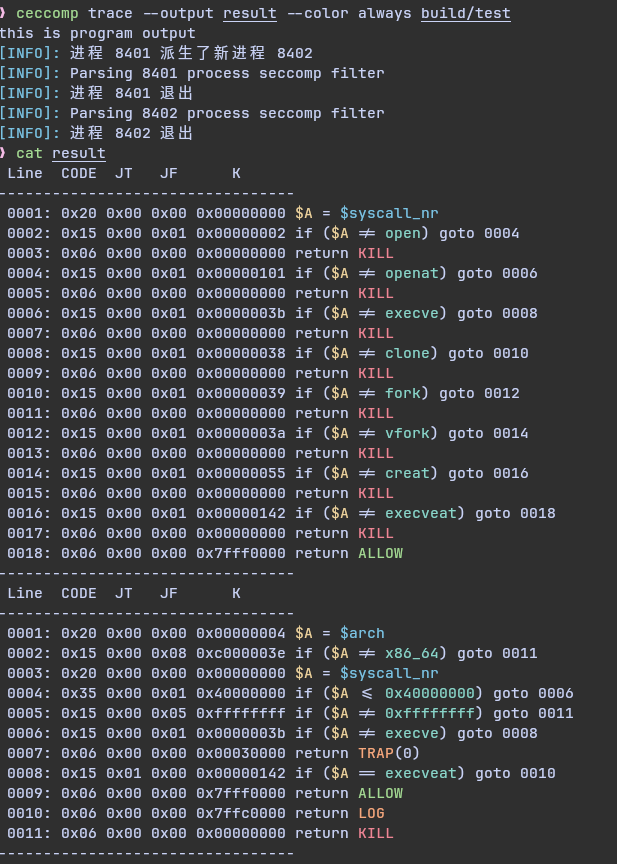 ❱ ceccomp trace --output result --color always build/test
this is program output
[INFO]: 进程 8401 派生了新进程 8402
[INFO]: Parsing 8401 process seccomp filter
[INFO]: 进程 8401 退出
[INFO]: Parsing 8402 process seccomp filter
[INFO]: 进程 8402 退出
❱ cat result
 Line  CODE  JT   JF      K
---------------------------------
 0001: 0x20 0x00 0x00 0x00000000 $A = $syscall_nr
 0002: 0x15 0x00 0x01 0x00000002 if ($A != open) goto 0004
 0003: 0x06 0x00 0x00 0x00000000 return KILL
 0004: 0x15 0x00 0x01 0x00000101 if ($A != openat) goto 0006
 0005: 0x06 0x00 0x00 0x00000000 return KILL
 0006: 0x15 0x00 0x01 0x0000003b if ($A != execve) goto 0008
 0007: 0x06 0x00 0x00 0x00000000 return KILL
 0008: 0x15 0x00 0x01 0x00000038 if ($A != clone) goto 0010
 0009: 0x06 0x00 0x00 0x00000000 return KILL
 0010: 0x15 0x00 0x01 0x00000039 if ($A != fork) goto 0012
 0011: 0x06 0x00 0x00 0x00000000 return KILL
 0012: 0x15 0x00 0x01 0x0000003a if ($A != vfork) goto 0014
 0013: 0x06 0x00 0x00 0x00000000 return KILL
 0014: 0x15 0x00 0x01 0x00000055 if ($A != creat) goto 0016
 0015: 0x06 0x00 0x00 0x00000000 return KILL
 0016: 0x15 0x00 0x01 0x00000142 if ($A != execveat) goto 0018
 0017: 0x06 0x00 0x00 0x00000000 return KILL
 0018: 0x06 0x00 0x00 0x7fff0000 return ALLOW
---------------------------------
 Line  CODE  JT   JF      K
---------------------------------
 0001: 0x20 0x00 0x00 0x00000004 $A = $arch
 0002: 0x15 0x00 0x08 0xc000003e if ($A != x86_64) goto 0011
 0003: 0x20 0x00 0x00 0x00000000 $A = $syscall_nr
 0004: 0x35 0x00 0x01 0x40000000 if ($A <= 0x40000000) goto 0006
 0005: 0x15 0x00 0x05 0xffffffff if ($A != 0xffffffff) goto 0011
 0006: 0x15 0x00 0x01 0x0000003b if ($A != execve) goto 0008
 0007: 0x06 0x00 0x00 0x00030000 return TRAP(0)
 0008: 0x15 0x01 0x00 0x00000142 if ($A == execveat) goto 0010
 0009: 0x06 0x00 0x00 0x7fff0000 return ALLOW
 0010: 0x06 0x00 0x00 0x7ffc0000 return LOG
 0011: 0x06 0x00 0x00 0x00000000 return KILL
---------------------------------